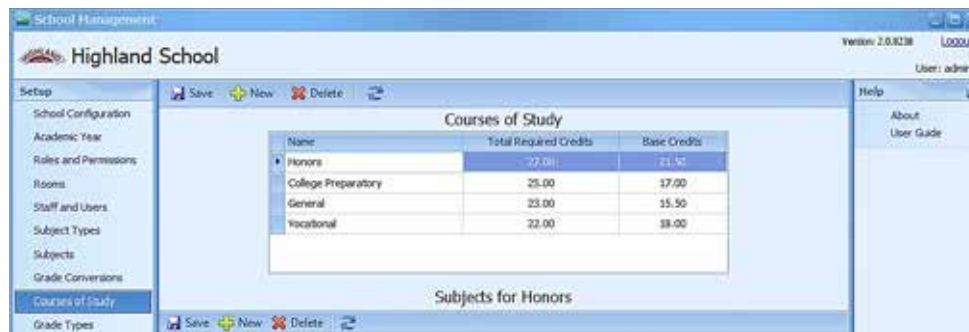 School Management
Highland School
Version: 2.0.8238
Logou
User: admin
Setup
School Configuration
Academic Year
Roles and Permissions
Rooms
Staff and Users
Subject Types
Subjects
Grade Conversions
Courses of Study
Grade Types
Save New Delete
Courses of Study
Name Total Required Credits Base Credits
Honors 27.00 21.50
College Preparatory 25.00 17.00
General 23.00 15.50
Vocational 22.00 18.00
Subjects for Honors
Save New Delete
Help
About
User Guide